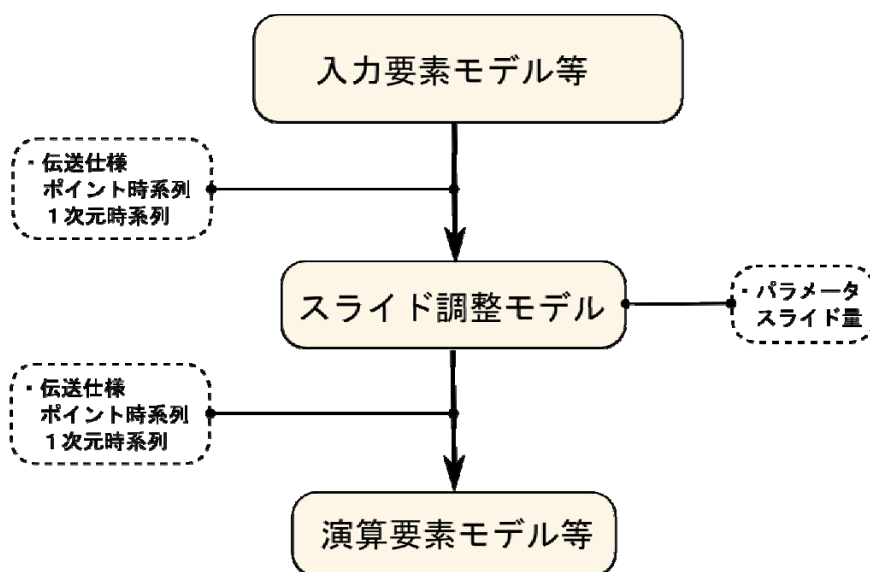 入力要素モデル等
・伝送仕様
ポイント時系列
１次元時系列
スライド調整モデル
・パラメータ
スライド量
・伝送仕様
ポイント時系列
１次元時系列
演算要素モデル等